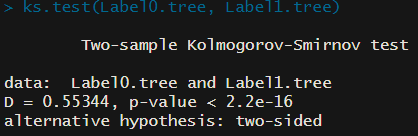 > ks.test(Label0.tree, Label1.tree)
Two-sample Kolmogorov-Smirnov test
data:  Label0.tree and Label1.tree
D = 0.55344, p-value < 2.2e-16
alternative hypothesis: two-sided